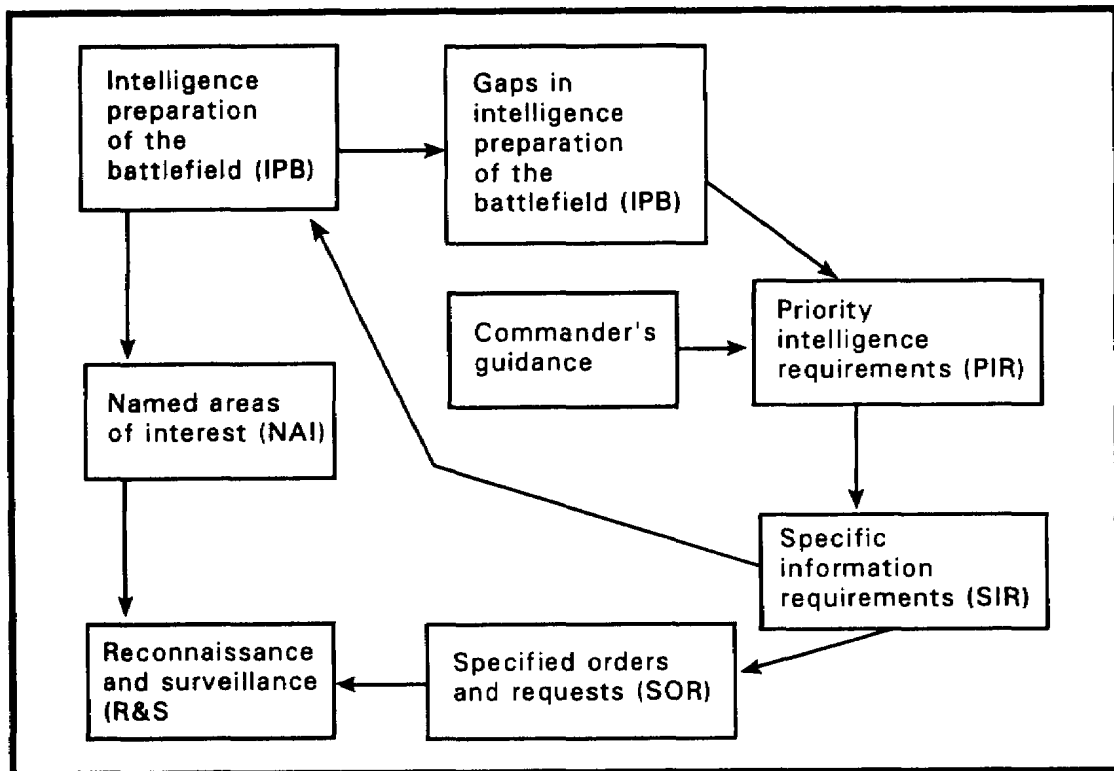 Intelligence
preparation
of the
battlefield (IPB)
Gaps in
intelligence
preparation
of the
battlefield (IPB)
Commander's
guidance
Priority
intelligence
requirements (PIR)
Named areas
of interest (NAI)
Specific
information
requirements (SIR)
Reconnaissance
and surveillance
(R&S
Specified orders
and requests (SOR)